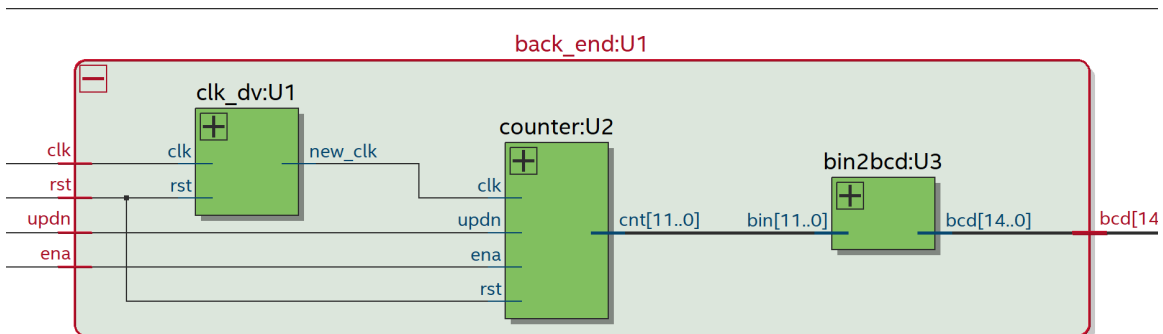 back_end:U1
clk_dv:U1
counter:U2
bin2bcd:U3
clk
clk
new_clk
rst
rst
clk
updn
updn
cnt[11..0]
bin[11..0]
bcd[14..0]
bcd[14
ena
ena
rst